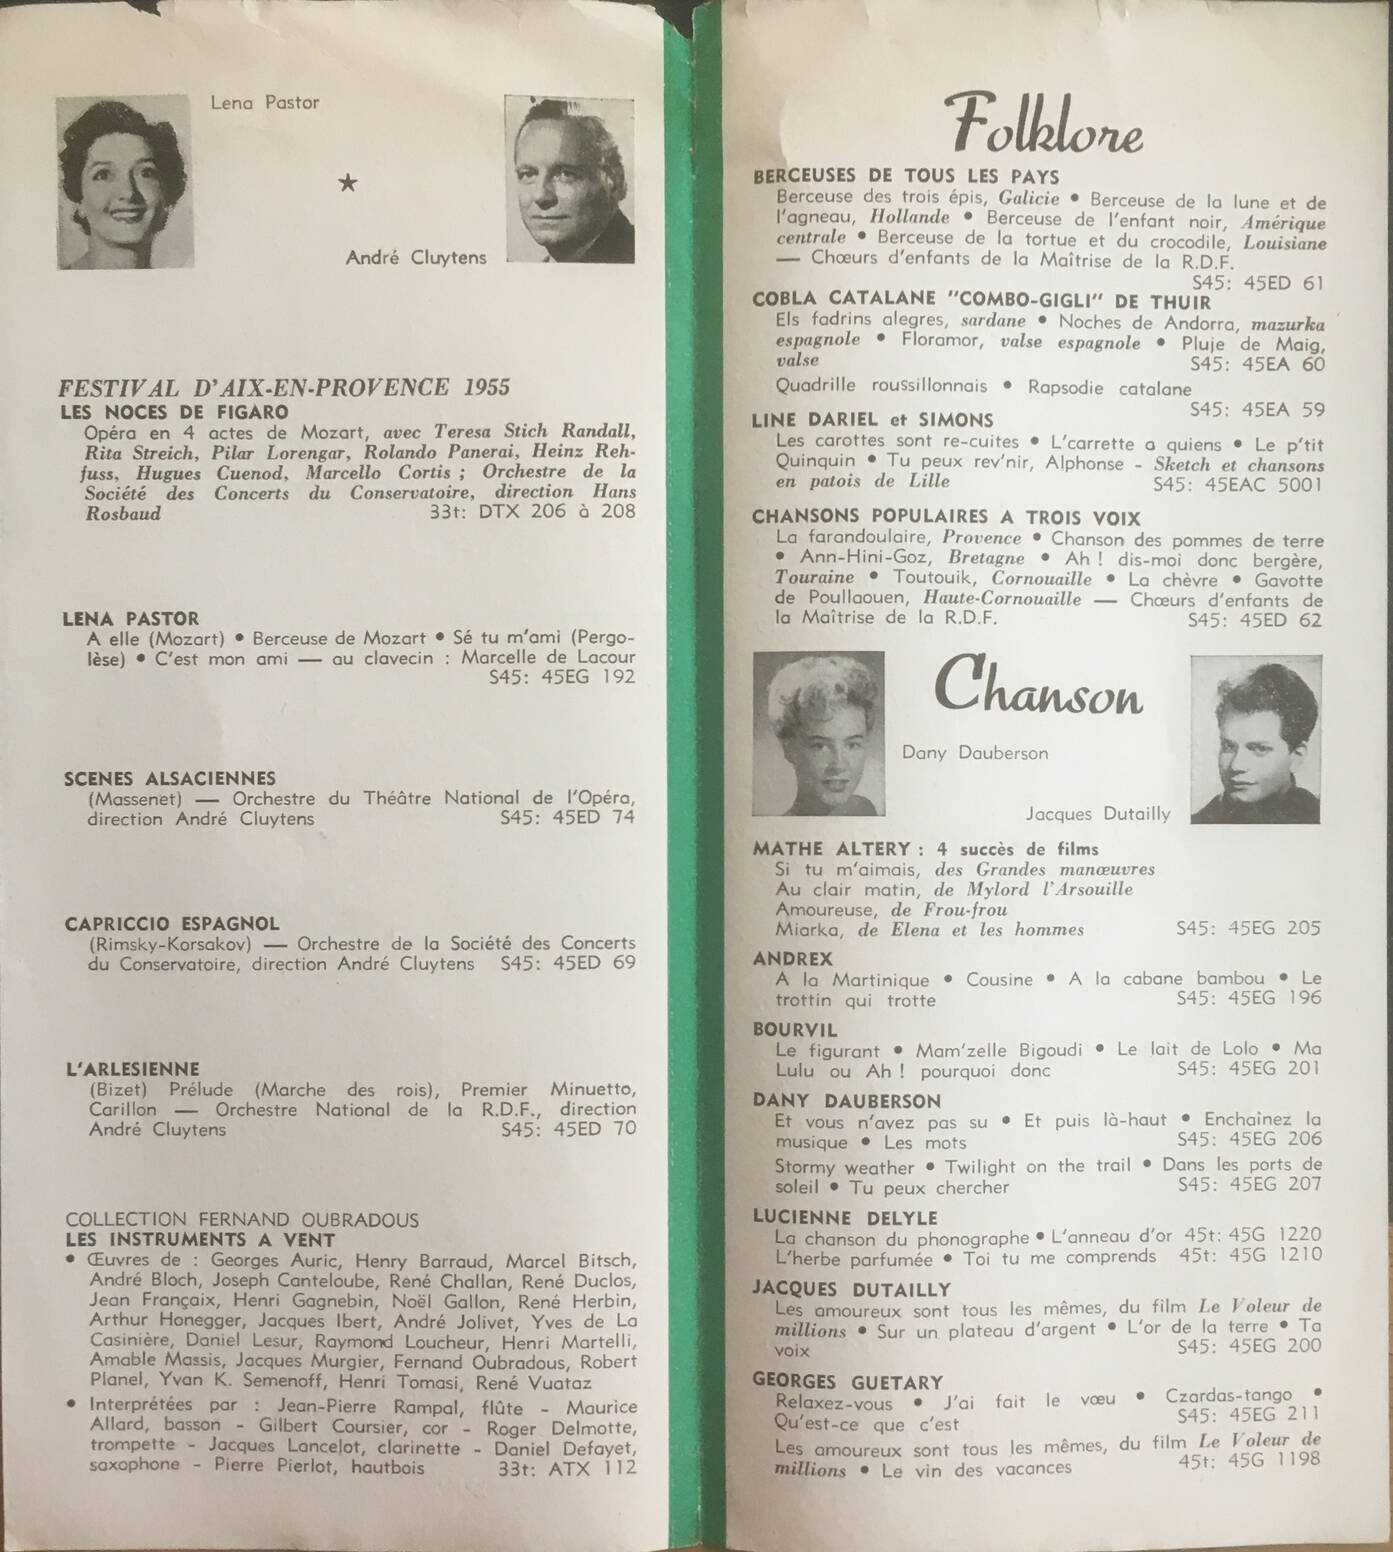 Lena Pastor
★
André Cluytens
FESTIVAL D'AIX-EN-PROVENCE 1955
LES NOCES DE FIGARO
Opéra en 4 actes de Mozart, avec Teresa Stich Randall,
Rita Streich, Pilar Lorengar, Rolando Panerai, Heinz Reh-
fuss, Hugues Cuenod, Marcello Cortis ; Orchestre de la
Société des Concerts du Conservatoire, direction Hans
Rosbaud 33t: DTX 206 à 208
LENA PASTOR
A elle (Mozart) • Berceuse de Mozart • Sé tu m'ami (Pergo-
lèse) • C'est mon ami — au clavecin : Marcelle de Lacour
S45: 45EG 192
SCENES ALSACIENNES
(Massenet) — Orchestre du Théâtre National de l'Opéra,
direction André Cluytens S45: 45ED 74
CAPRICCIO ESPAGNOL
(Rimsky-Korsakov) — Orchestre de la Société des Concerts
du Conservatoire, direction André Cluytens S45: 45ED 69
L'ARLESIENNE
(Bizet) Prélude (Marche des rois), Premier Minuetto,
Carillon — Orchestre National de la R.D.F., direction
André Cluytens S45: 45ED 70
COLLECTION FERNAND OUBRADOUS
LES INSTRUMENTS A VENT
• Œuvres de : Georges Auric, Henry Barraud, Marcel Bitsch,
André Bloch, Joseph Canteloube, René Challan, René Duclos,
Jean Françaix, Henri Gagnebin, Noël Gallon, René Herbin,
Arthur Honegger, Jacques Ibert, André Jolivet, Yves de La
Casinière, Daniel Lesur, Raymond Loucheur, Henri Martelli,
Amable Massis, Jacques Murgier, Fernand Oubradous, Robert
Planel, Yvan K. Semenoff, Henri Tomasi, René Vuataz
• Interprétées par : Jean-Pierre Rampal, flûte - Maurice
Allard, basson - Gilbert Coursier, cor - Roger Delmotte,
trompette - Jacques Lancelot, clarinette - Daniel Defayet,
saxophone - Pierre Pierlot, hautbois 33t: ATX 112
Folklore
BERCEUSES DE TOUS LES PAYS
Berceuse des trois épis, Galicie • Berceuse de la lune et de
l'agneau, Hollande • Berceuse de l'enfant noir, Amérique
centrale • Berceuse de la tortue et du crocodile, Louisiane
— Chœurs d'enfants de la Maîtrise de la R.D.F.
S45: 45ED 61
COBLA CATALANE "COMBO-GIGLI" DE THUIR
Els fadrins alegres, sardane • Noches de Andorra, mazurka
espagnole • Floramor, valse espagnole • Pluje de Maig,
valse S45: 45EA 60
Quadrille roussillonnais • Rapsodie catalane
S45: 45EA 59
LINE DARIEL et SIMONS
Les carottes sont re-cuites • L'carrette a quiens • Le p'tit
Quinquin • Tu peux rev'nir, Alphonse - Sketch et chansons
en patois de Lille S45: 45EAC 5001
CHANSONS POPULAIRES A TROIS VOIX
La farandoulaire, Provence • Chanson des pommes de terre
• Ann-Hini-Goz, Bretagne • Ah ! dis-moi donc bergère,
Touraine • Toutouik, Cornouaille • La chèvre • Gavotte
de Poullaouen, Haute-Cornouaille — Chœurs d'enfants de
la Maîtrise de la R.D.F. S45: 45ED 62
Chanson
Dany Dauberson
Jacques Dutailly
MATHE ALTERY : 4 succès de films
Si tu m'aimais, des Grandes manœuvres
Au clair matin, de Mylord l'Arsouille
Amoureuse, de Frou-frou
Miarka, de Elena et les hommes S45: 45EG 205
ANDREX
A la Martinique • Cousine • A la cabane bambou • Le
trottin qui trotte S45: 45EG 196
BOURVIL
Le figurant • Mam'zelle Bigoudi • Le lait de Lolo • Ma
Lulu ou Ah ! pourquoi donc S45: 45EG 201
DANY DAUBERSON
Et vous n'avez pas su • Et puis là-haut • Enchaînez la
musique • Les mots S45: 45EG 206
Stormy weather • Twilight on the trail • Dans les ports de
soleil • Tu peux chercher S45: 45EG 207
LUCIENNE DELYLE
La chanson du phonographe • L'anneau d'or 45t: 45G 1220
L'herbe parfumée • Toi tu me comprends 45t: 45G 1210
JACQUES DUTAILLY
Les amoureux sont tous les mêmes, du film Le Voleur de
millions • Sur un plateau d'argent • L'or de la terre • Ta
voix S45: 45EG 200
GEORGES GUETARY
Relaxez-vous • J'ai fait le vœu • Czardas-tango •
Qu'est-ce que c'est S45: 45EG 211
Les amoureux sont tous les mêmes, du film Le Voleur de
millions • Le vin des vacances 45t: 45G 1198